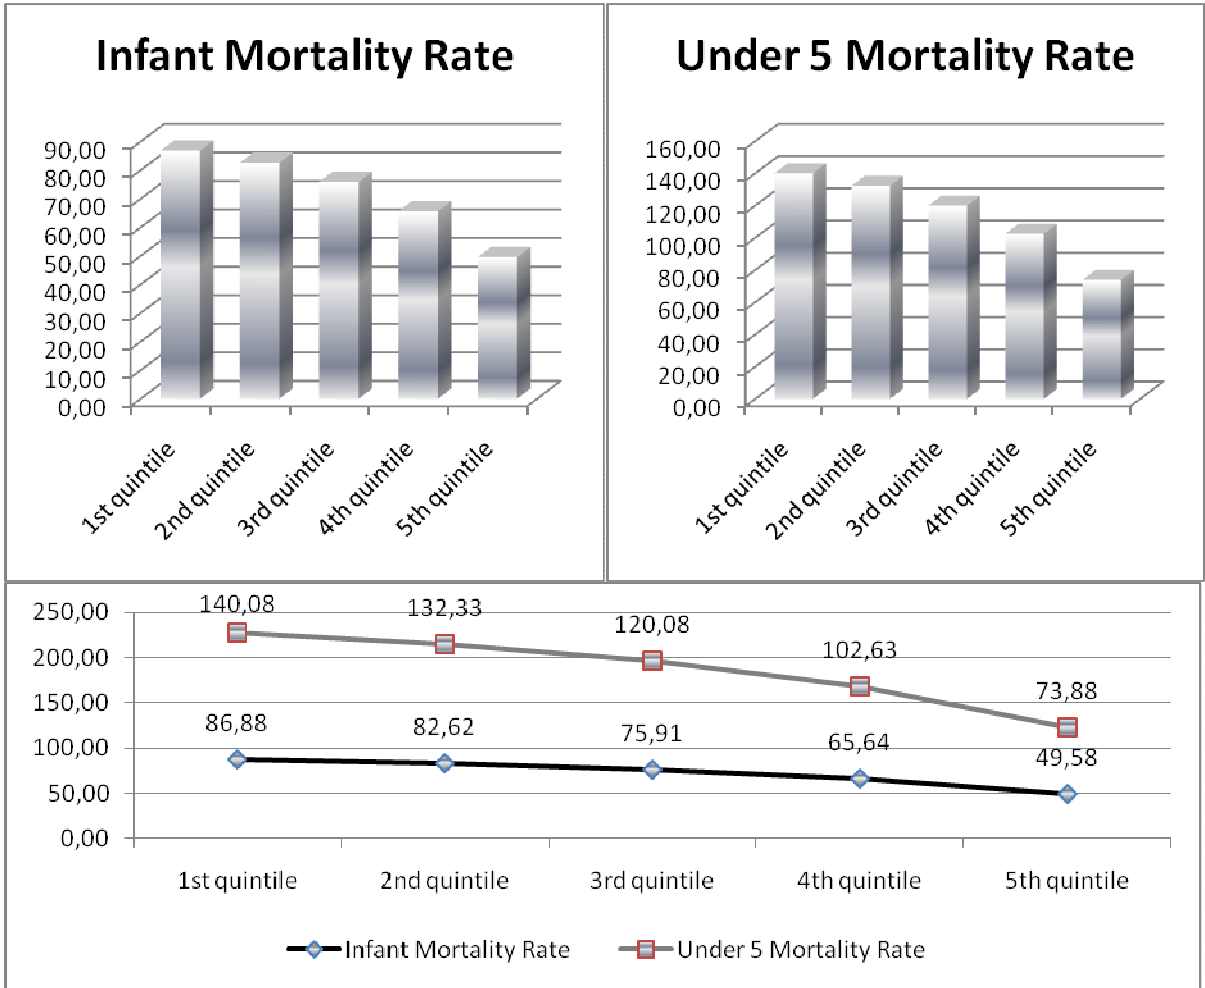 Infant Mortality Rate
90,00
80,00
70,00
60,00
50,00
40,00
30,00
20,00
10,00
0,00
1st quintile
2nd quintile
3rd quintile
4th quintile
5th quintile
Under 5 Mortality Rate
160,00
140,00
120,00
100,00
80,00
60,00
40,00
20,00
0,00
1st quintile
2nd quintile
3rd quintile
4th quintile
5th quintile
250,00
200,00
150,00
100,00
50,00
0,00
140,08
132,33
120,08
102,63
73,88
86,88
82,62
75,91
65,64
49,58
1st quintile
2nd quintile
3rd quintile
4th quintile
5th quintile
Infant Mortality Rate
Under 5 Mortality Rate